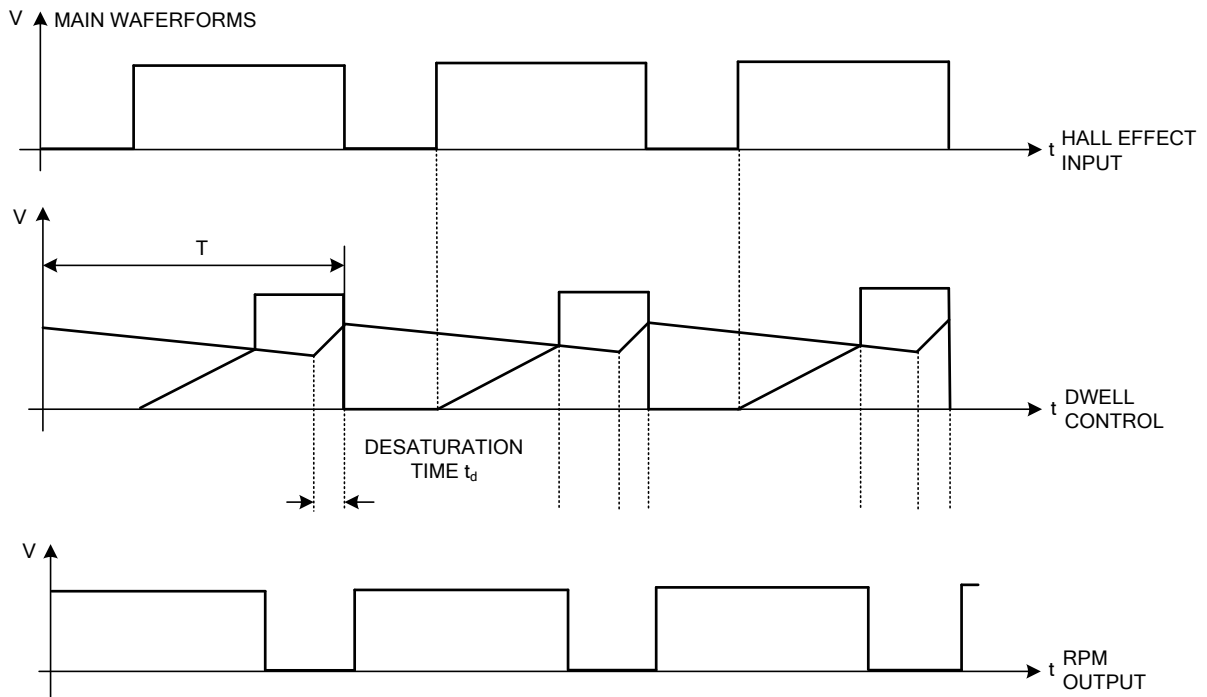 V
MAIN WAFERFORMS
t
HALL EFFECT
INPUT
V
T
t
DWELL
CONTROL
DESATURATION
TIME td
V
t
RPM
OUTPUT